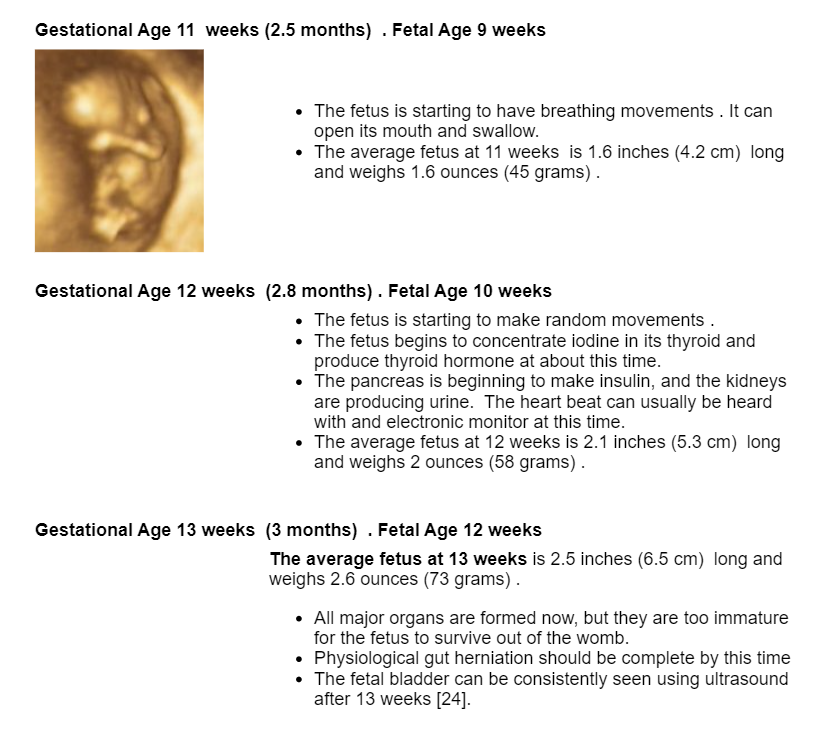 Gestational Age 11  weeks (2.5 months)  . Fetal Age 9 weeks
• The fetus is starting to have breathing movements . It can
open its mouth and swallow.
• The average fetus at 11 weeks  is 1.6 inches (4.2 cm)  long
and weighs 1.6 ounces (45 grams) .
Gestational Age 12 weeks  (2.8 months) . Fetal Age 10 weeks
• The fetus is starting to make random movements .
• The fetus begins to concentrate iodine in its thyroid and
produce thyroid hormone at about this time.
• The pancreas is beginning to make insulin, and the kidneys
are producing urine.  The heart beat can usually be heard
with and electronic monitor at this time.
• The average fetus at 12 weeks is 2.1 inches (5.3 cm)  long
and weighs 2 ounces (58 grams) .
Gestational Age 13 weeks  (3 months)  . Fetal Age 12 weeks
The average fetus at 13 weeks is 2.5 inches (6.5 cm)  long and
weighs 2.6 ounces (73 grams) .
• All major organs are formed now, but they are too immature
for the fetus to survive out of the womb.
• Physiological gut herniation should be complete by this time
• The fetal bladder can be consistently seen using ultrasound
after 13 weeks [24].